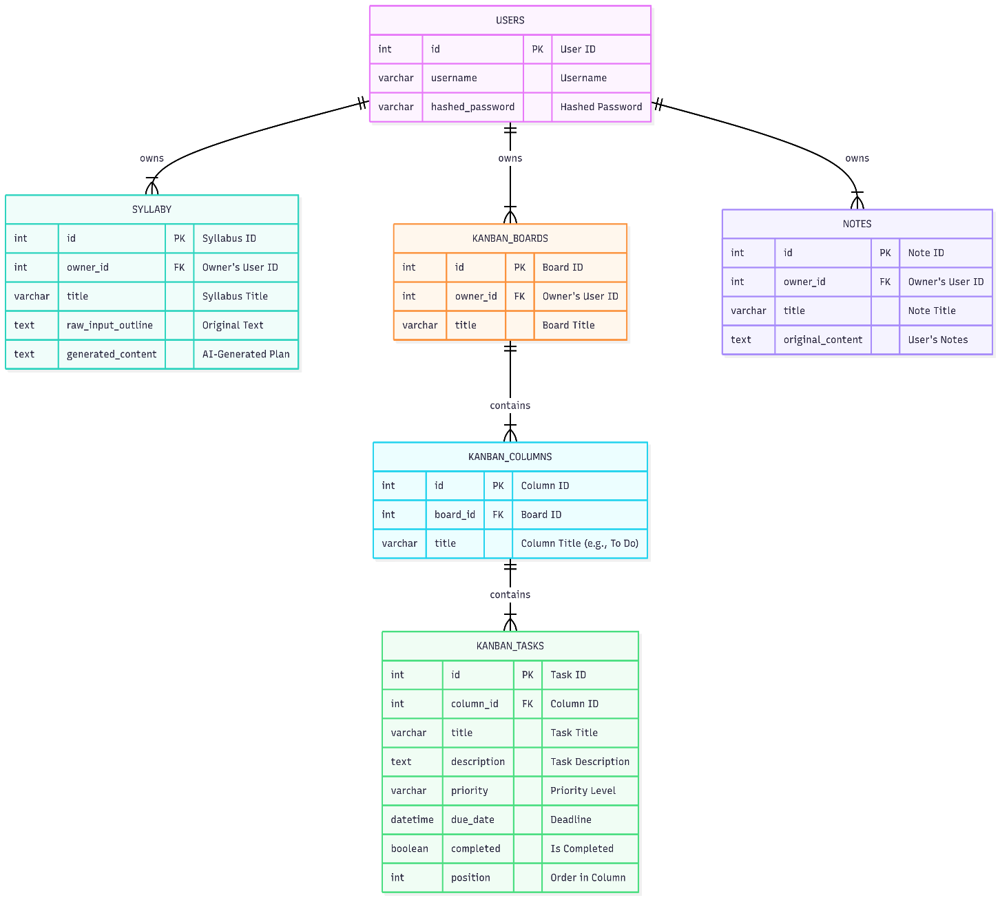 USERS
int id PK User ID
varchar username Username
varchar hashed_password Hashed Password
owns
owns
owns
SYLLABY
int id PK Syllabus ID
int owner_id FK Owner's User ID
varchar title Syllabus Title
text raw_input_outline Original Text
text generated_content AI-Generated Plan
KANBAN_BOARDS
int id PK Board ID
int owner_id FK Owner's User ID
varchar title Board Title
NOTES
int id PK Note ID
int owner_id FK Owner's User ID
varchar title Note Title
text original_content User's Notes
contains
KANBAN_COLUMNS
int id PK Column ID
int board_id FK Board ID
varchar title Column Title (e.g., To Do)
contains
KANBAN_TASKS
int id PK Task ID
int column_id FK Column ID
varchar title Task Title
text description Task Description
varchar priority Priority Level
datetime due_date Deadline
boolean completed Is Completed
int position Order in Column